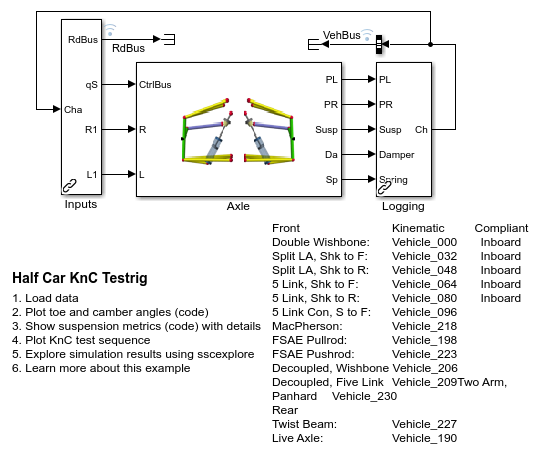 VehBus
RdBus
RdBus
qS
CtrlBus
PL
PL
PR
PR
Cha
R1
R
Susp
Susp
Ch
Da
Damper
L1
L
Sp
Spring
Inputs
Axle
Logging
Front Kinematic Compliant
Double Wishbone: Vehicle_000 Inboard
Split LA, Shk to F: Vehicle_032 Inboard
Split LA, Shk to R: Vehicle_048 Inboard
5 Link, Shk to F: Vehicle_064 Inboard
5 Link, Shk to R: Vehicle_080 Inboard
5 Link Con, S to F: Vehicle_096
MacPherson: Vehicle_218
FSAE Pullrod: Vehicle_198
FSAE Pushrod: Vehicle_223
Decoupled, Wishbone Vehicle_206
Decoupled, Five Link Vehicle_209Two Arm,
Panhard Vehicle_230
Rear
Twist Beam: Vehicle_227
Live Axle: Vehicle_190
Half Car KnC Testrig
1. Load data
2. Plot toe and camber angles (code)
3. Show suspension metrics (code) with details
4. Plot KnC test sequence
5. Explore simulation results using sscexplore
6. Learn more about this example